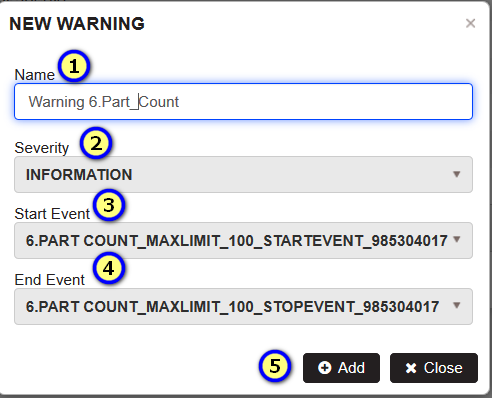 NEW WARNING ×
Name 1
Warning 6.Part_Count
Severity 2
INFORMATION
Start Event 3
6.PART COUNT_MAXLIMIT_100_STARTEVENT_985304017
End Event 4
6.PART COUNT_MAXLIMIT_100_STOPEVENT_985304017
5 Add Close